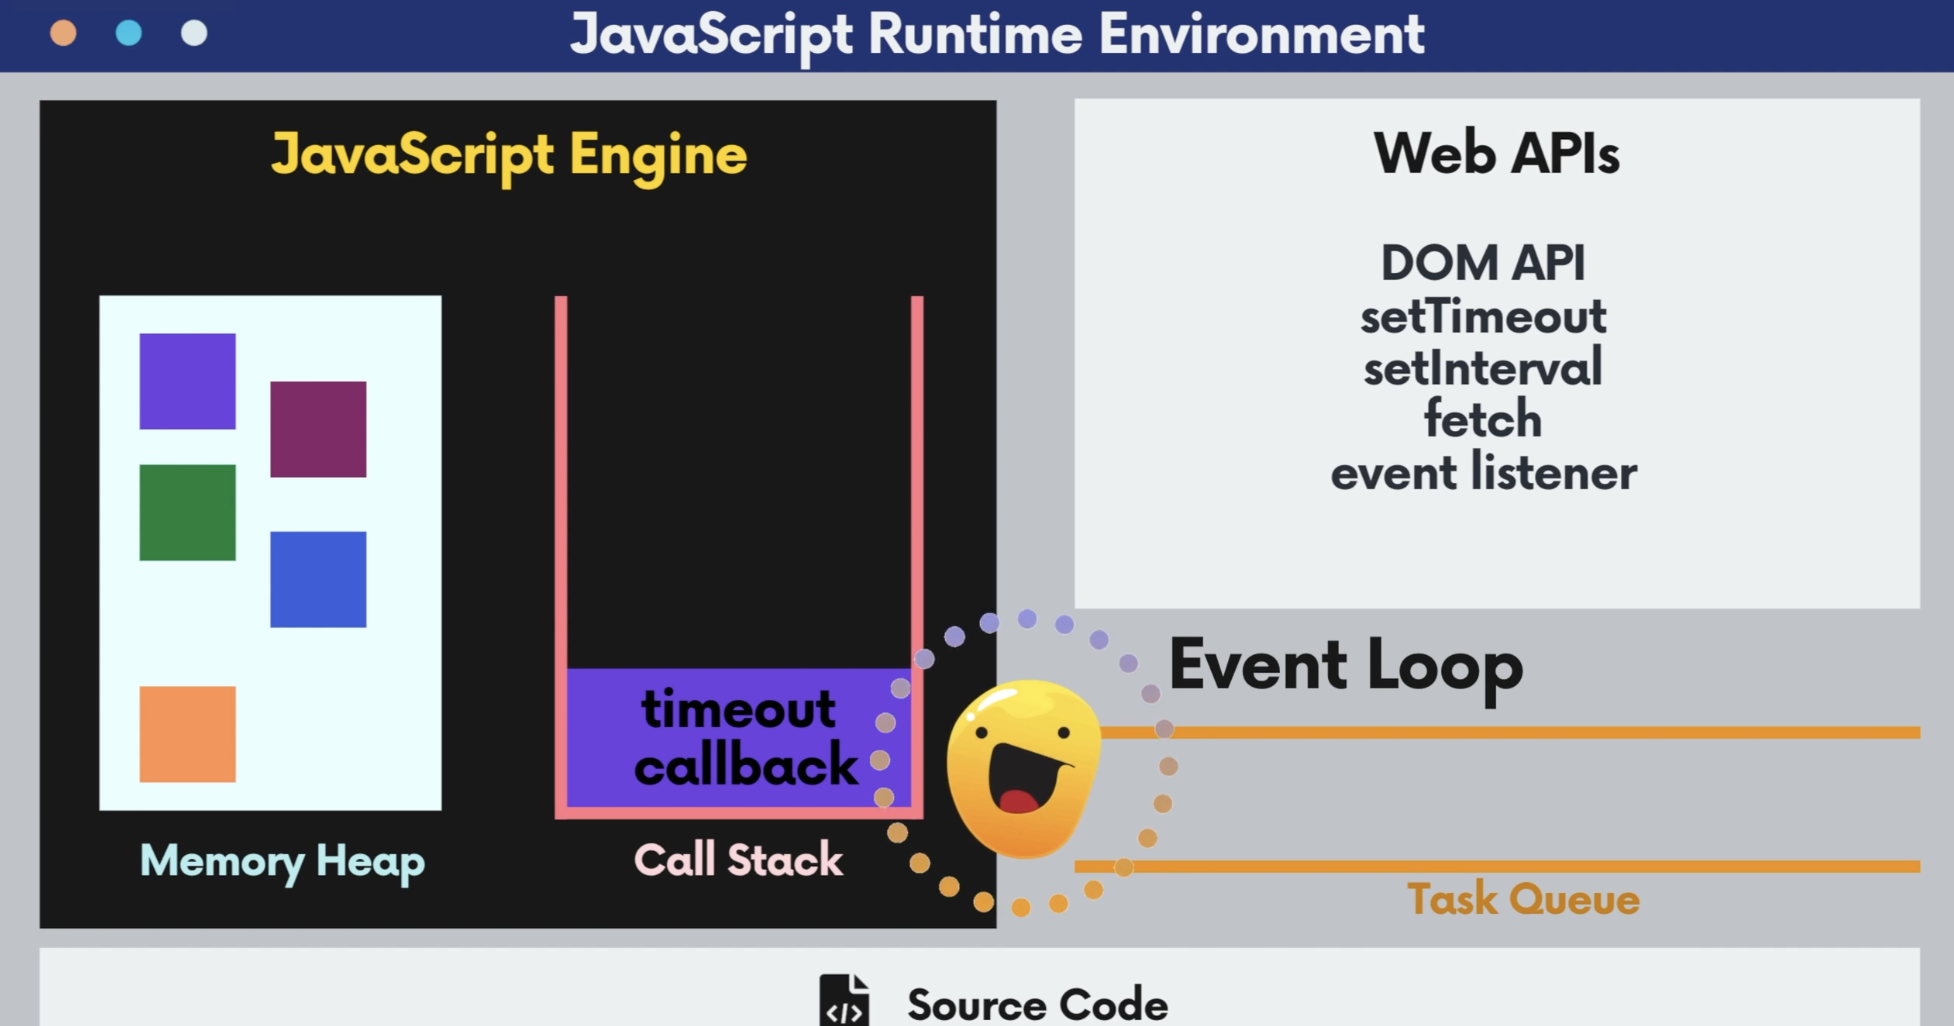 JavaScript Runtime Environment
JavaScript Engine
Memory Heap
timeout
callback
Call Stack
Web APIs
DOM API
setTimeout
setInterval
fetch
event listener
Event Loop
Task Queue
</> Source Code